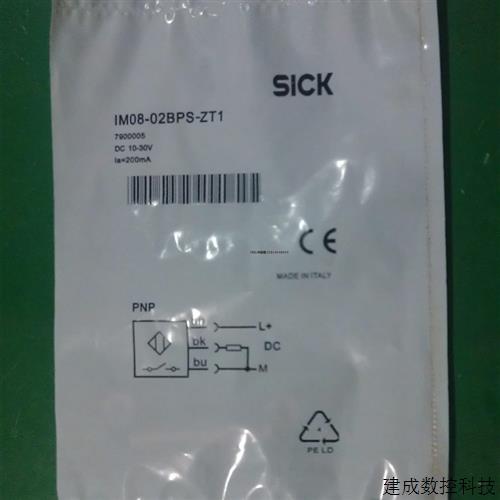 SICK
IM08-02BPS-ZT1
7900005
DC 10-30V
Ia=200mA
CE
MADE IN ITALY
PNP
bn
L+
bk
DC
bu
M
PE LD
建成数控科技